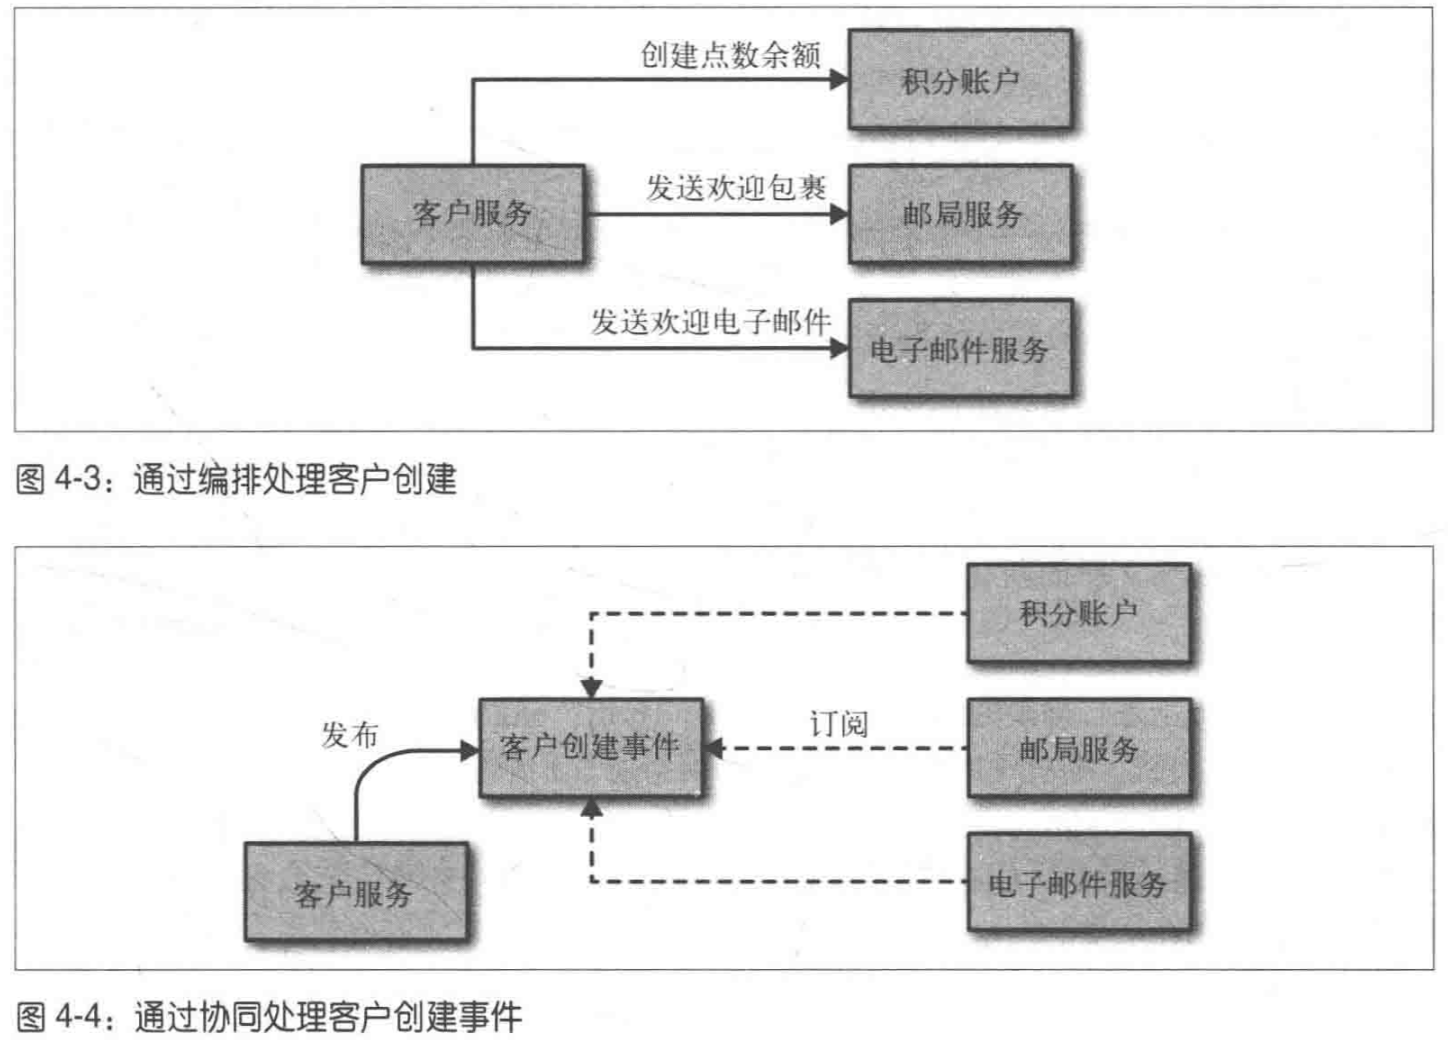 创建点数余额
积分账户
客户服务
发送欢迎包裹
邮局服务
发送欢迎电子邮件
电子邮件服务
图 4-3：通过编排处理客户创建
积分账户
发布
客户创建事件
订阅
邮局服务
客户服务
电子邮件服务
图 4-4：通过协同处理客户创建事件